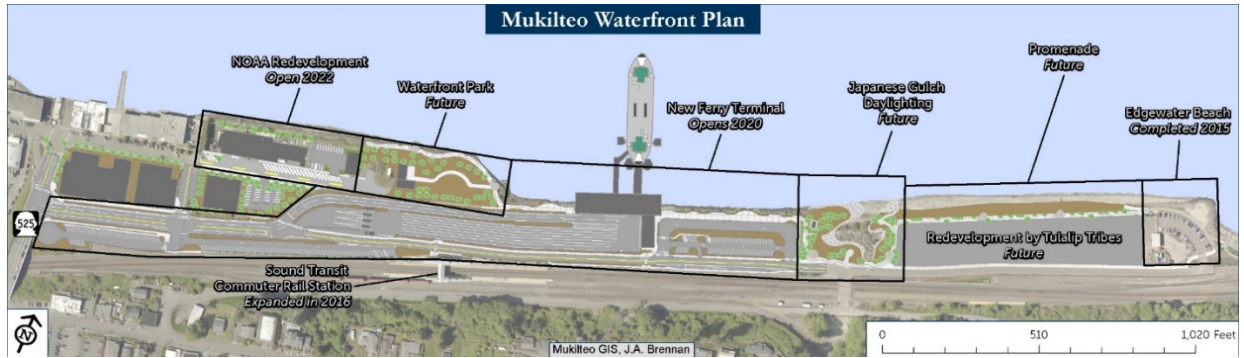 Mukilteo Waterfront Plan
NOAA Redevelopment
Open 2022
Waterfront Park
Future
New Ferry Terminal
Opens 2020
Japanese Gulch
Daylighting
Future
Promenade
Future
Edgewater Beach
Completed 2015
525
Redevelopment by Tulalip Tribes
Future
Sound Transit
Commuter Rail Station
Expanded in 2016
N
Mukilteo GIS, J.A. Brennan
0 510 1,020 Feet